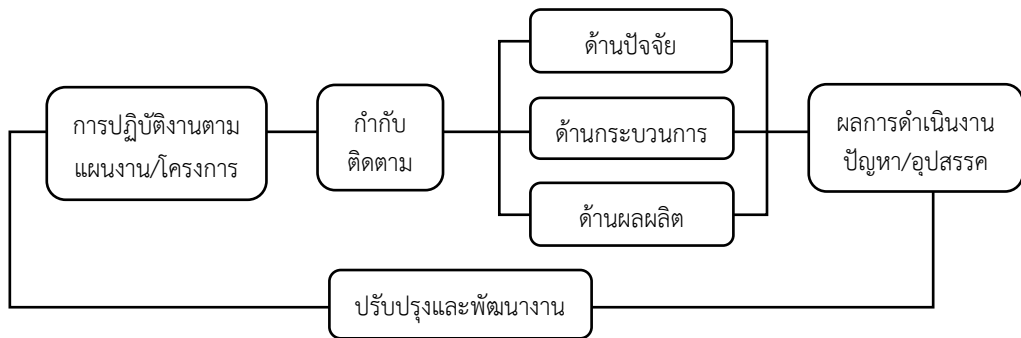 ด้านปัจจัย
การปฏิบัติงานตาม
แผนงาน/โครงการ
กำกับ
ติดตาม
ด้านกระบวนการ
ผลการดำเนินงาน
ปัญหา/อุปสรรค
ด้านผลผลิต
ปรับปรุงและพัฒนางาน